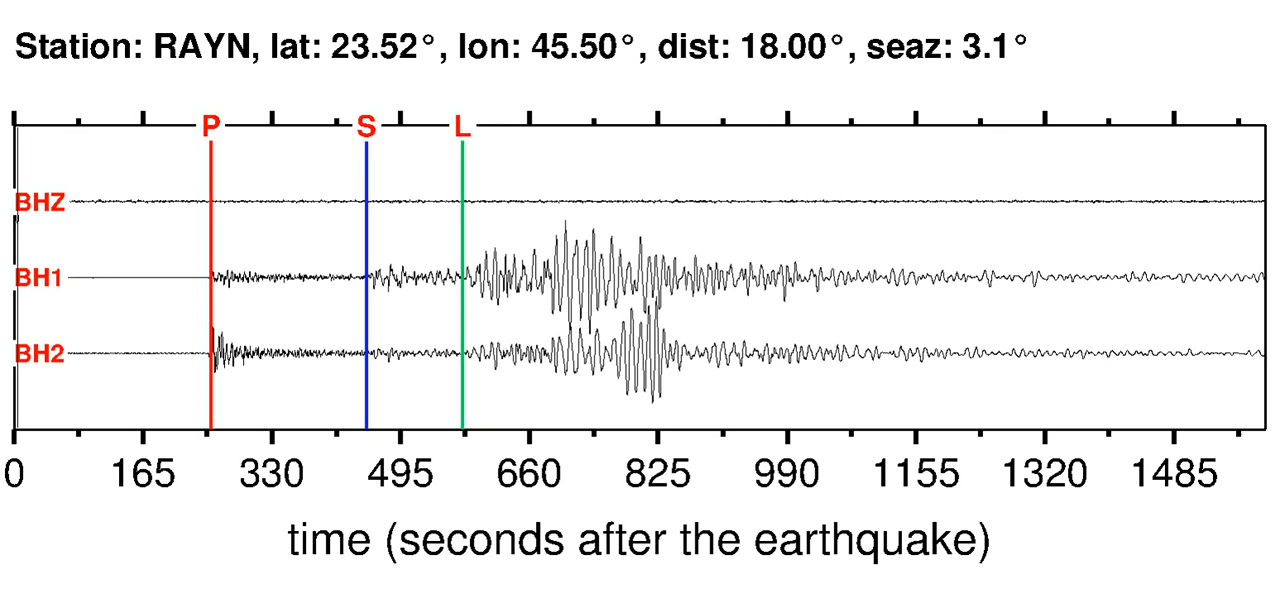 Station: RAYN, lat: 23.52°, lon: 45.50°, dist: 18.00°, seaz: 3.1°
P S L
BHZ
BH1
BH2
0 165 330 495 660 825 990 1155 1320 1485
time (seconds after the earthquake)